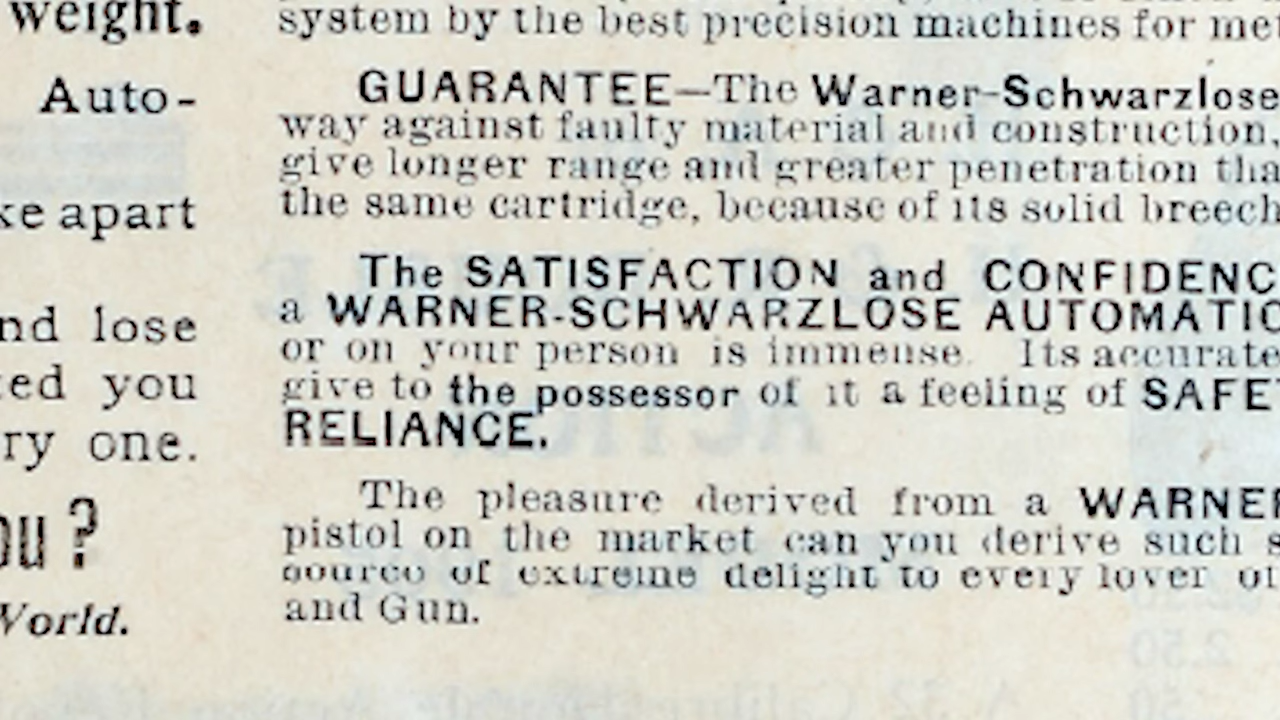 weight.
Auto-
ke apart
nd lose
ed you
ry one.
ou?
World.
system by the best precision machines for
GUARANTEE—The Warner-Schwarzlose
way against faulty material and construction,
give longer range and greater penetration
the same cartridge, because of its solid breech
The SATISFACTION and CONFIDENC
a WARNER-SCHWARZLOSE AUTOMATIC
or on your person is immense. Its accurate
give to the possessor of it a feeling of SAFE
RELIANCE.
The pleasure derived from a WARNER
pistol on the market can you derive such s
source of extreme delight to every lover of
and Gun.